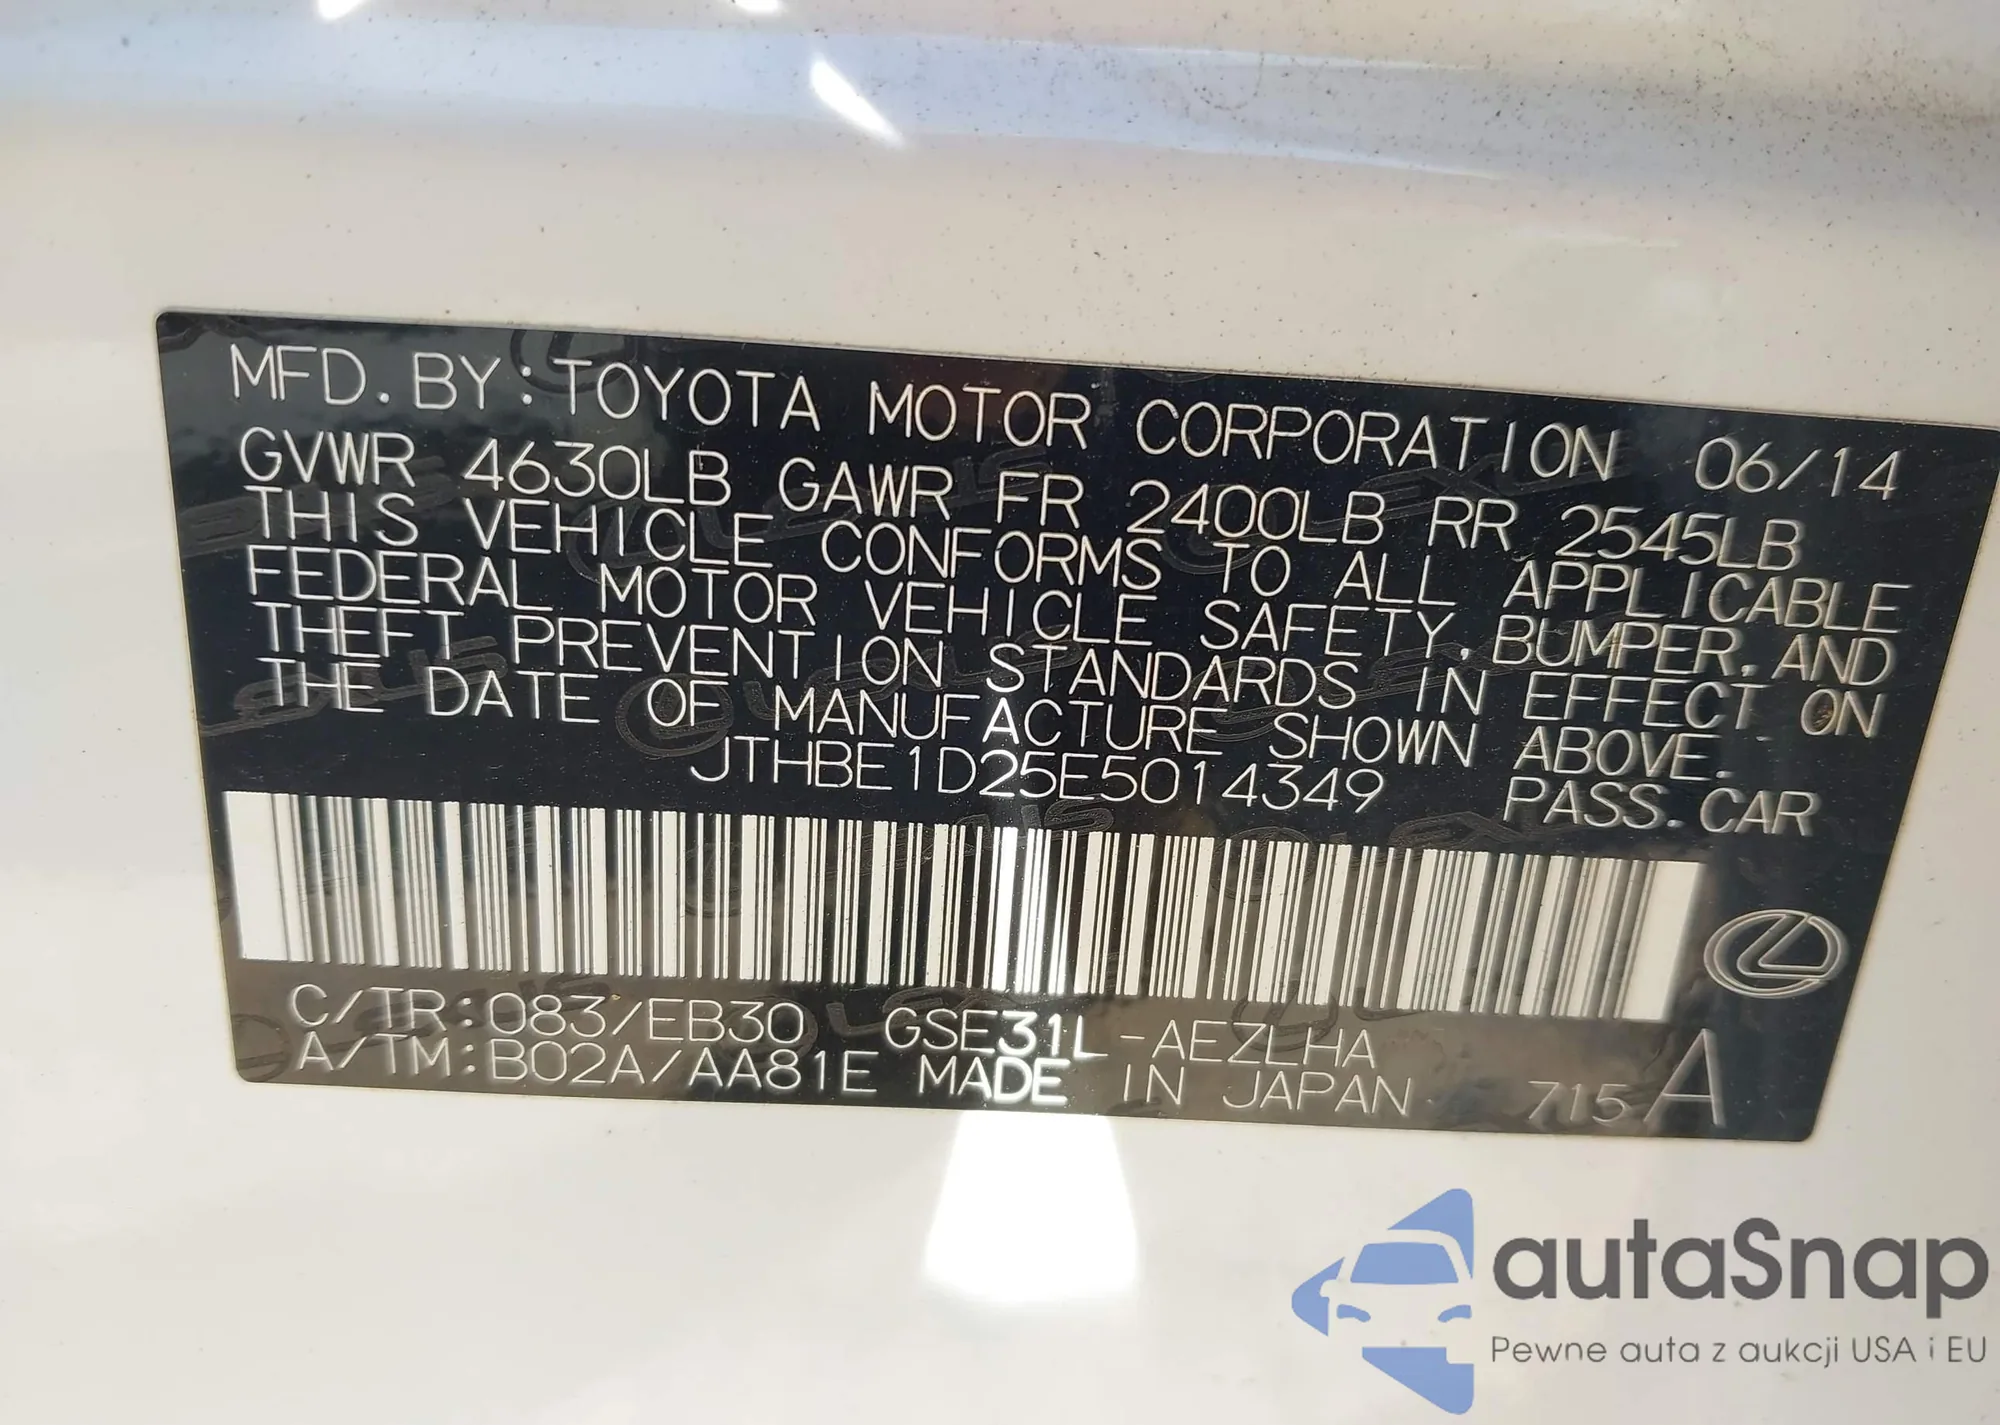 MFD. BY: TOYOTA MOTOR CORPORATION 06/14
GVWR 4630LB GAWR FR 2400LB RR 2545LB
THIS VEHICLE CONFORMS TO ALL APPLICABLE
FEDERAL MOTOR VEHICLE SAFETY, BUMPER, AND
THEFT PREVENTION STANDARDS IN EFFECT ON
THE DATE OF MANUFACTURE SHOWN ABOVE.
JTHBE1D25E5014349 PASS. CAR
C/TR: 083/EB30 GSE31L-AEZLHA
A/TM: B02A/AA81E MADE IN JAPAN 715 A
autaSnap
Pewne auta z aukcji USA i EU